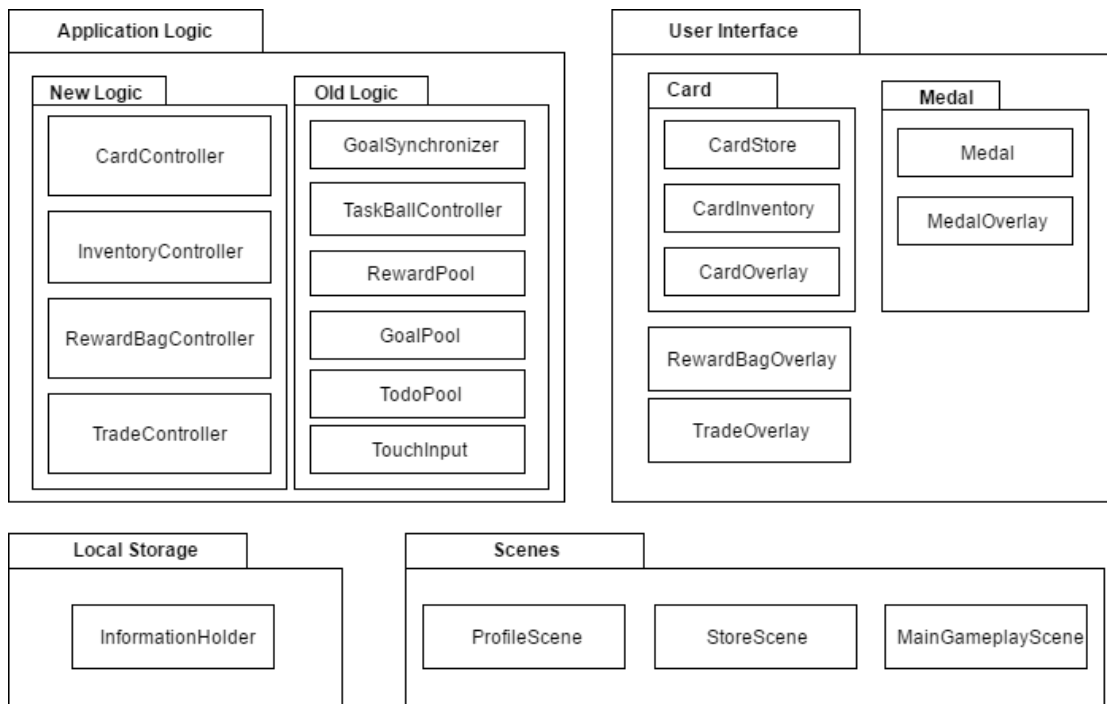 Application Logic
New Logic
CardController
InventoryController
RewardBagController
TradeController
Old Logic
GoalSynchronizer
TaskBallController
RewardPool
GoalPool
TodoPool
TouchInput
User Interface
Card
CardStore
CardInventory
CardOverlay
Medal
Medal
MedalOverlay
RewardBagOverlay
TradeOverlay
Local Storage
InformationHolder
Scenes
ProfileScene
StoreScene
MainGameplayScene